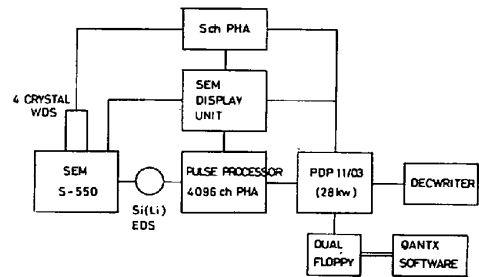 Sch PHA
4 CRYSTAL
WDS
SEM
DISPLAY
UNIT
SEM
S-550
Si(Li)
EDS
PULSE PROCESSOR
4096 ch PHA
PDP 11/03
(28kw)
DECWRITER
DUAL
FLOPPY
QANTX
SOFTWARE